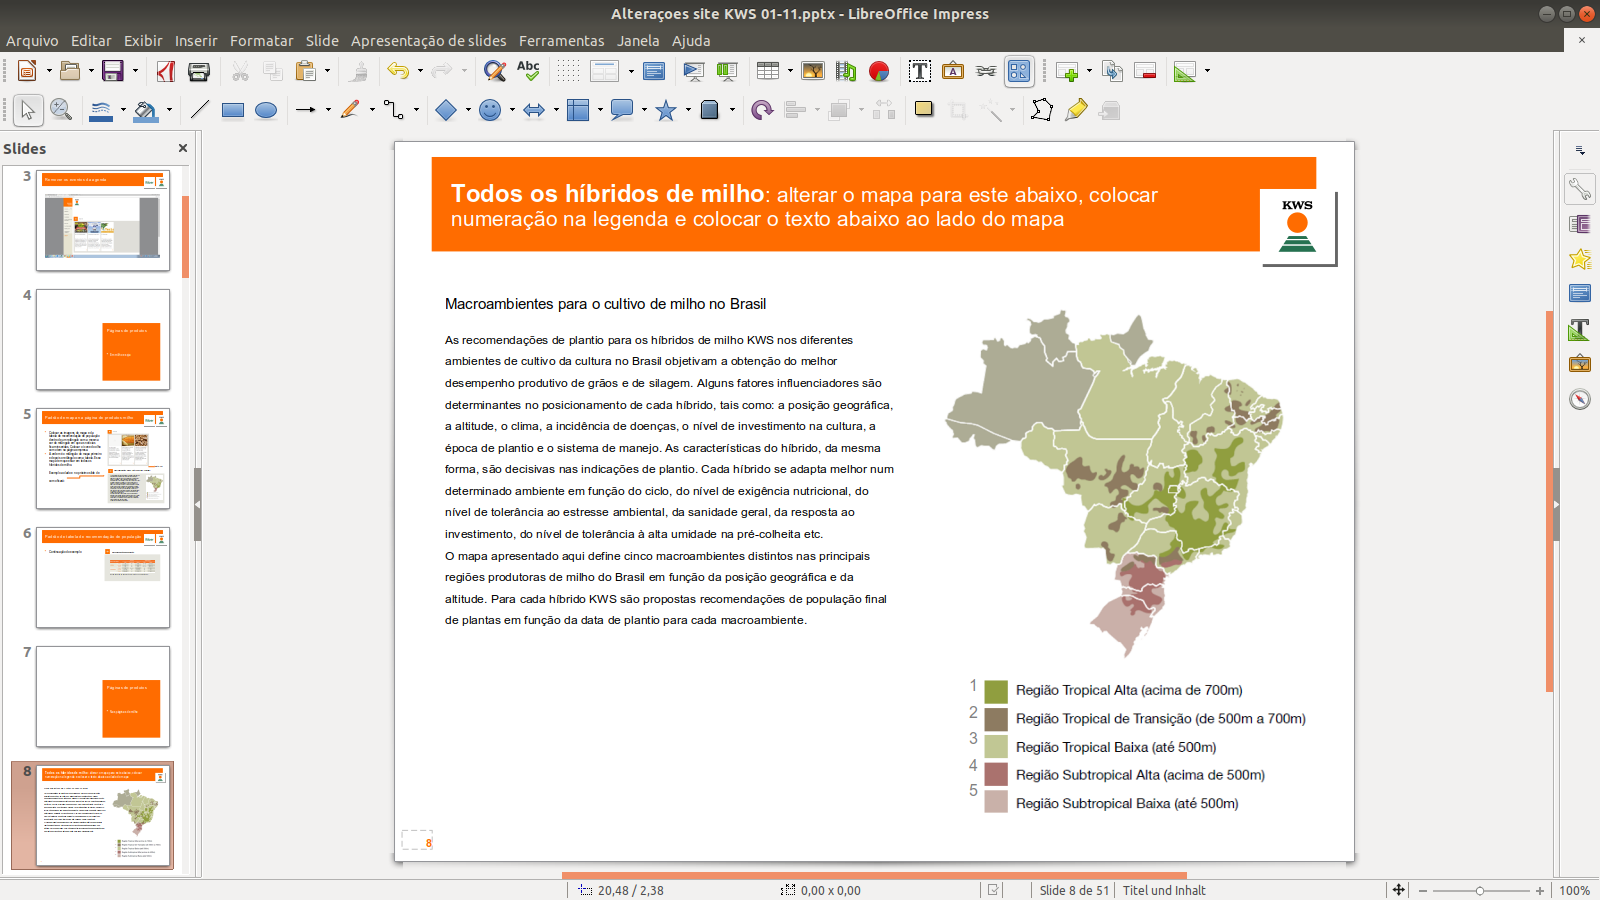 Alteraçoes site KWS 01-11.pptx - LibreOffice Impress
Arquivo Editar Exibir Inserir Formatar Slide Apresentação de slides Ferramentas Janela Ajuda
Abc
Slides
3
4
Páginas de produtos
5
6
7
Páginas de produtos
8
Todos os híbridos de milho: alterar o mapa para este abaixo, colocar
numeração na legenda e colocar o texto abaixo ao lado do mapa
KWS
Macroambientes para o cultivo de milho no Brasil
As recomendações de plantio para os híbridos de milho KWS nos diferentes
ambientes de cultivo da cultura no Brasil objetivam a obtenção do melhor
desempenho produtivo de grãos e de silagem. Alguns fatores influenciadores são
determinantes no posicionamento de cada híbrido, tais como: a posição geográfica,
a altitude, o clima, a incidência de doenças, o nível de investimento na cultura, a
época de plantio e o sistema de manejo. As características do híbrido, da mesma
forma, são decisivas nas indicações de plantio. Cada híbrido se adapta melhor num
determinado ambiente em função do ciclo, do nível de exigência nutricional, do
nível de tolerância ao estresse ambiental, da sanidade geral, da resposta ao
investimento, do nível de tolerância à alta umidade na pré-colheita etc.
O mapa apresentado aqui define cinco macroambientes distintos nas principais
regiões produtoras de milho do Brasil em função da posição geográfica e da
altitude. Para cada híbrido KWS são propostas recomendações de população final
de plantas em função da data de plantio para cada macroambiente.
1 Região Tropical Alta (acima de 700m)
2 Região Tropical de Transição (de 500m a 700m)
3 Região Tropical Baixa (até 500m)
4 Região Subtropical Alta (acima de 500m)
5 Região Subtropical Baixa (até 500m)
8
20,48 / 2,38
0,00 x 0,00
Slide 8 de 51
Titel und Inhalt
100%